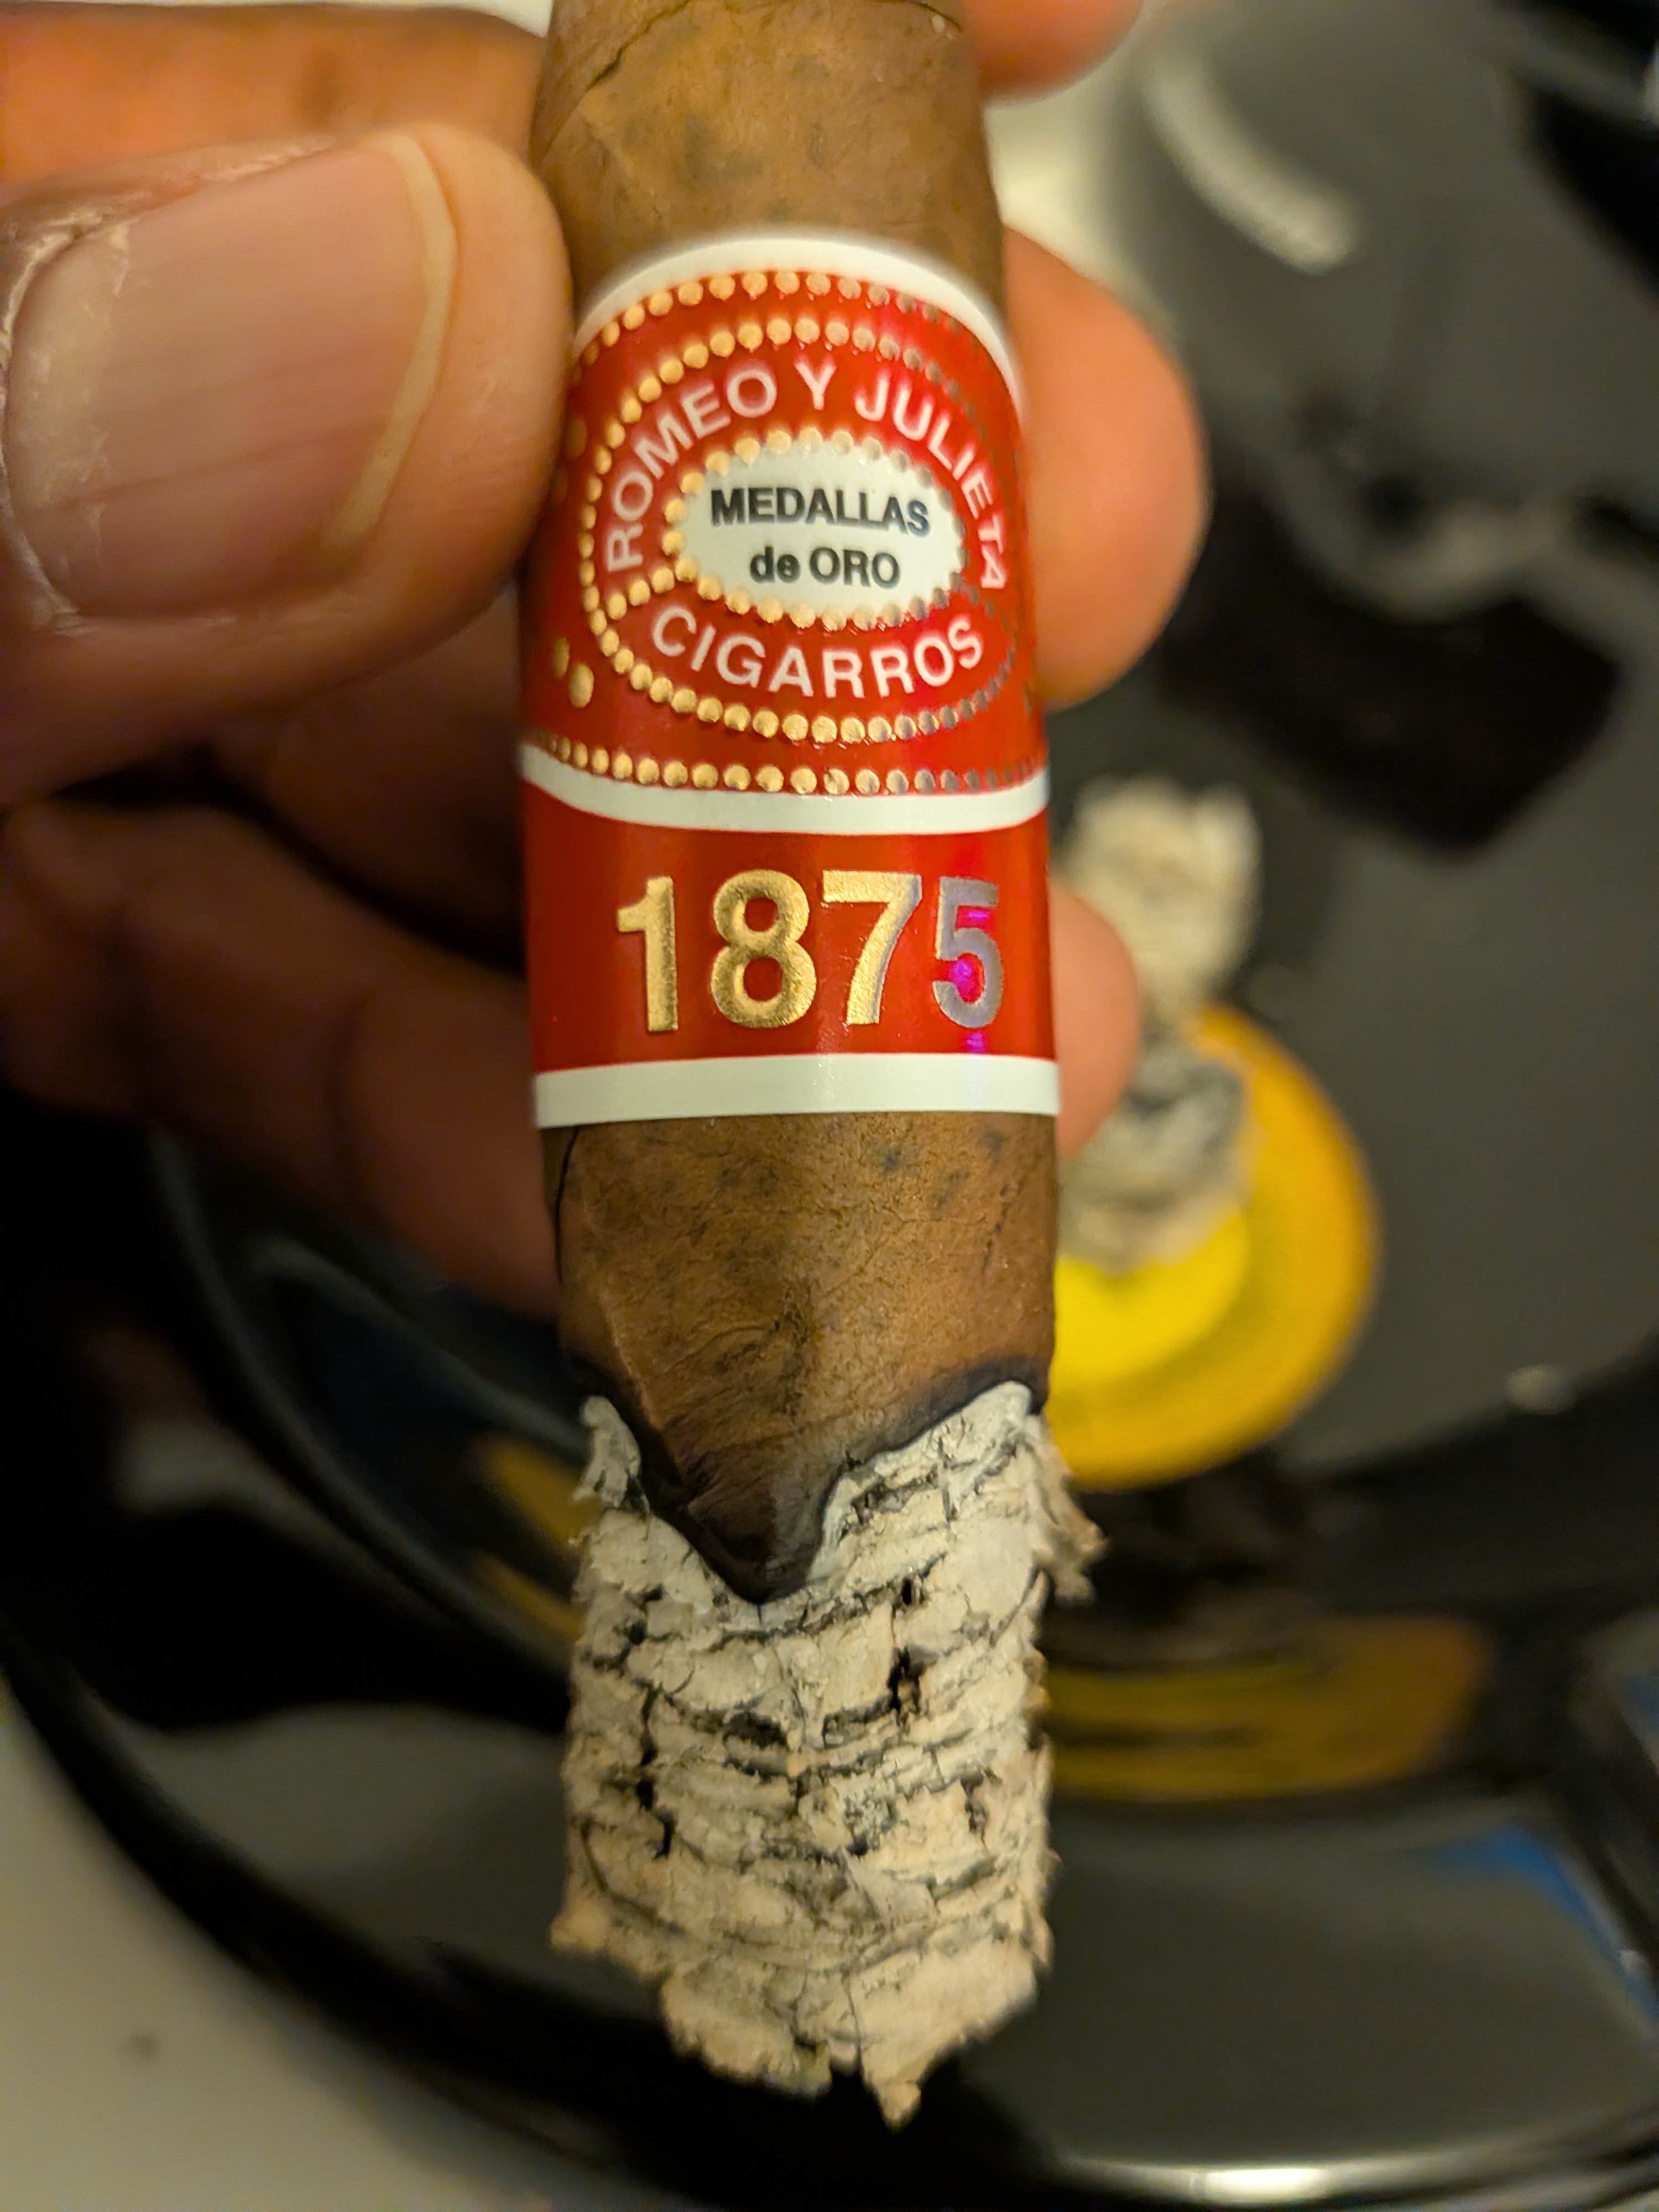 ROMEO Y JULIETA
MEDALLAS
de ORO
CIGARROS
1875